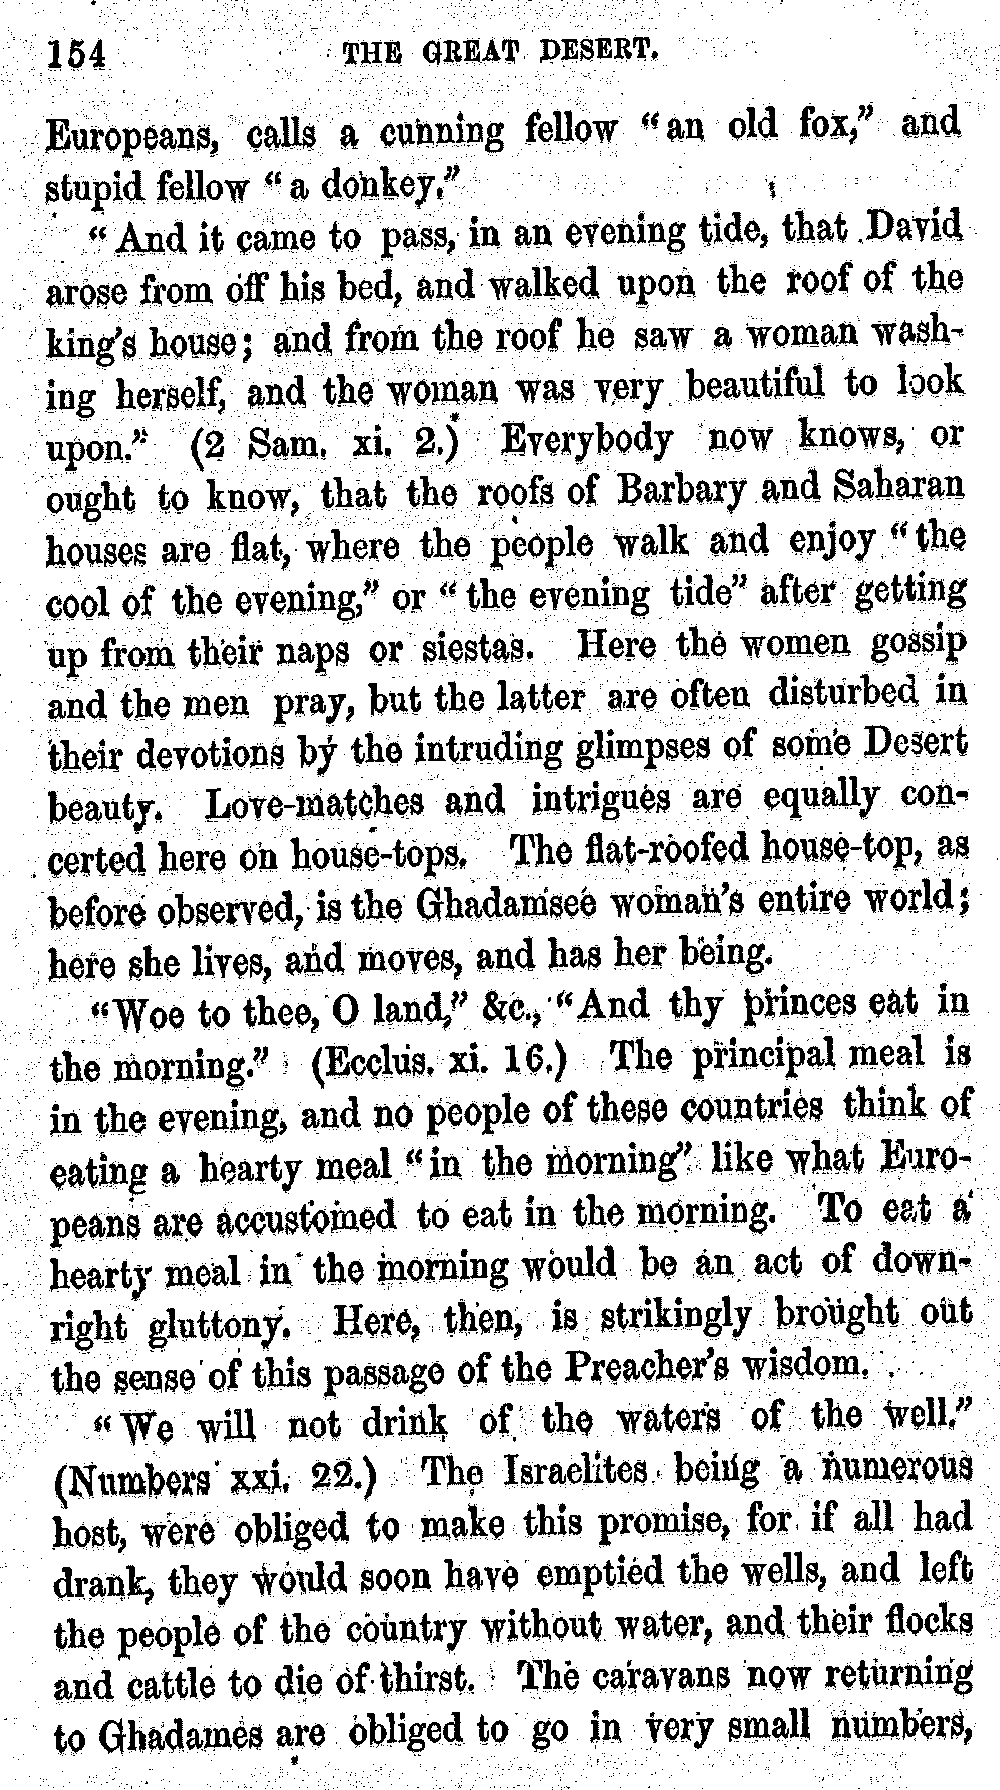 154 THE GREAT DESERT.
Europeans, calls a cunning fellow “an old fox,” and
stupid fellow “a donkey.”
“And it came to pass, in an evening tide, that David
arose from off his bed, and walked upon the roof of the
king’s house; and from the roof he saw a woman wash-
ing herself, and the woman was very beautiful to look
upon.” (2 Sam. xi. 2.) Everybody now knows, or
ought to know, that the roofs of Barbary and Saharan
houses are flat, where the people walk and enjoy “the
cool of the evening,” or “the evening tide” after getting
up from their naps or siestas. Here the women gossip
and the men pray, but the latter are often disturbed in
their devotions by the intruding glimpses of some Desert
beauty. Love-matches and intrigues are equally con-
certed here on house-tops. The flat-roofed house-top, as
before observed, is the Ghadamsee woman’s entire world;
here she lives, and moves, and has her being.
“Woe to thee, O land,” &c., “And thy princes eat in
the morning.” (Ecclus. xi. 16.) The principal meal is
in the evening, and no people of these countries think of
eating a hearty meal “in the morning” like what Euro-
peans are accustomed to eat in the morning. To eat a
hearty meal in the morning would be an act of down-
right gluttony. Here, then, is strikingly brought out
the sense of this passage of the Preacher’s wisdom.
“We will not drink of the waters of the well.”
(Numbers xxi. 22.) The Israelites being a numerous
host, were obliged to make this promise, for if all had
drank, they would soon have emptied the wells, and left
the people of the country without water, and their flocks
and cattle to die of thirst. The caravans now returning
to Ghadames are obliged to go in very small numbers,